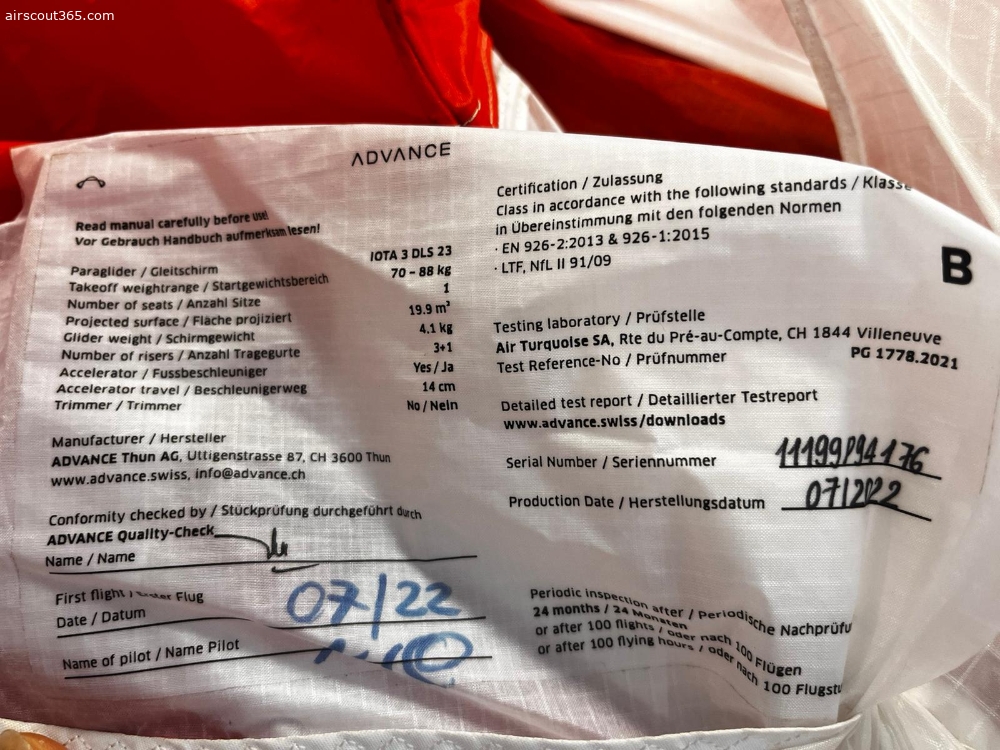 airscout365.com
ADVANCE
Read manual carefully before use!
Vor Gebrauch Handbuch aufmerksam lesen!
IOTA 3 DLS 23
Paraglider / Gleitschirm
70 – 88 kg
Takeoff weightrange / Startgewichtsbereich
1
Number of seats / Anzahl Sitze
19.9 m²
Projected surface / Fläche projiziert
4,1 kg
Glider weight / Schirmgewicht
3+1
Number of risers / Anzahl Tragegurte
Yes / Ja
Accelerator / Fussbeschleuniger
14 cm
Accelerator travel / Beschleunigerweg
No / Nein
Trimmer / Trimmer
Manufacturer / Hersteller
ADVANCE Thun AG, Uttigenstrasse 87, CH 3600 Thun
www.advance.swiss, info@advance.ch
Conformity checked by / Stückprüfung durchgeführt durch
ADVANCE Quality-Check
Name / Name
First flight / Flug
Date / Datum
07/22
Name of pilot / Name Pilot
Certification / Zulassung
Class in accordance with the following standards / Klasse
in Übereinstimmung mit den folgenden Normen
· EN 926-2:2013 & 926-1:2015
· LTF, NfL II 91/09
B
Testing laboratory / Prüfstelle
Air Turquoise SA, Rte du Pré-au-Compte, CH 1844 Villeneuve
Test Reference-No / Prüfnummer
PG 1778.2021
Detailed test report / Detaillierter Testreport
www.advance.swiss/downloads
Serial Number / Seriennummer
11199P94176
Production Date / Herstellungsdatum
07/2022
Periodic inspection after / Periodische Nachprüfu
24 months / 24 Monaten
or after 100 flights / oder nach 100 Flügen
or after 100 flying hours / oder nach 100 Flugstu